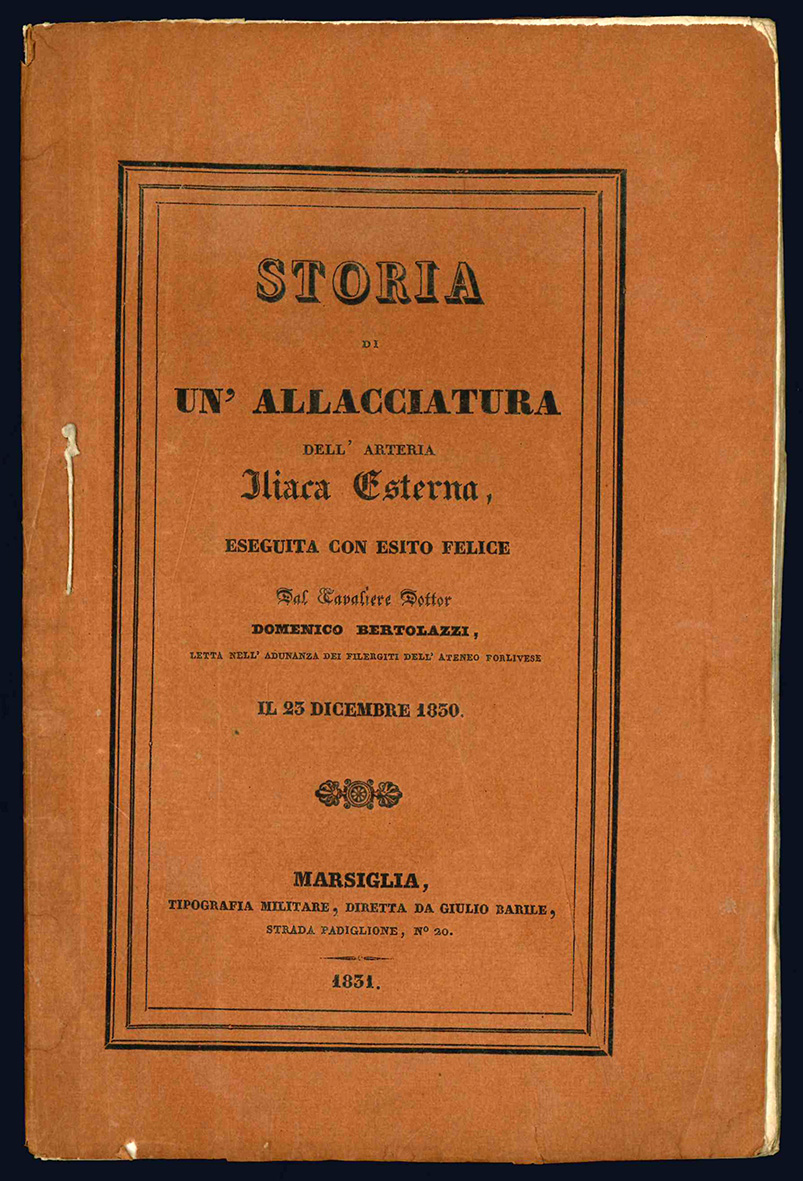 STORIA
DI
UN' ALLACCIATURA
DELL' ARTERIA
Iliaca Esterna,
ESEGUITA CON ESITO FELICE
Dal Cavaliere Dottor
DOMENICO BERTOLAZZI,
LETTA NELL' ADUNANZA DEI FILERGITI DELL' ATENEO FORLIVESE
IL 23 DICEMBRE 1830.
MARSIGLIA,
TIPOGRAFIA MILITARE, DIRETTA DA GIULIO BARILE,
STRADA PADIGLIONE, Nº 20.
1831.